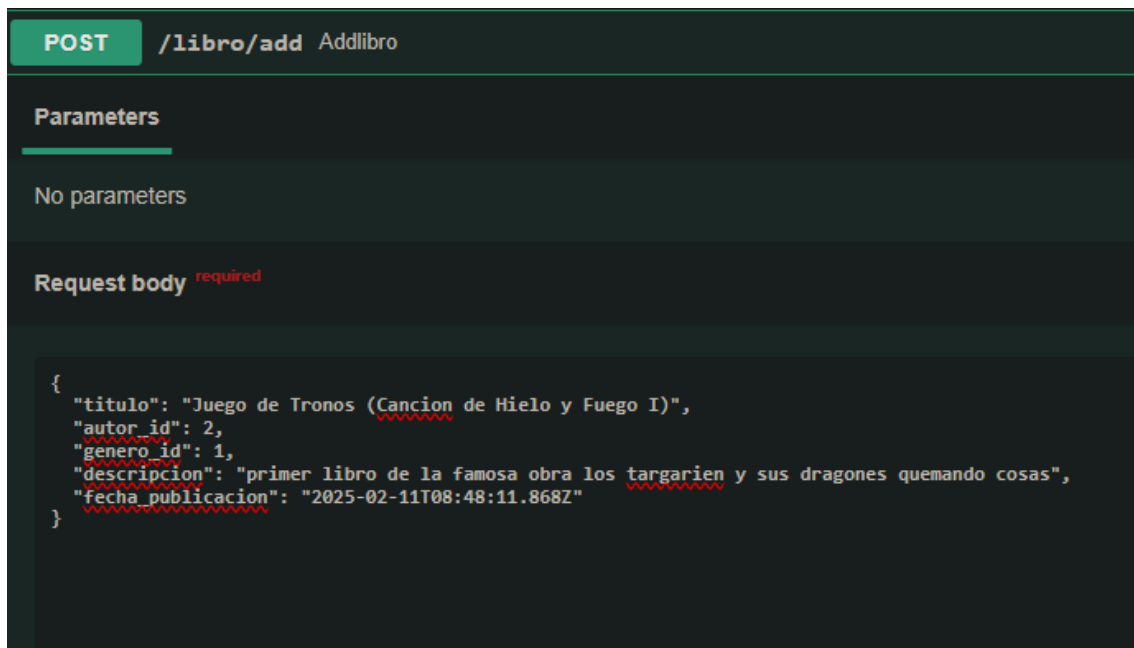 POST /libro/add Addlibro
Parameters
No parameters
Request body required
{
"titulo": "Juego de Tronos (Cancion de Hielo y Fuego I)",
"autor_id": 2,
"genero_id": 1,
"descripcion": "primer libro de la famosa obra los targarien y sus dragones quemando cosas",
"fecha_publicacion": "2025-02-11T08:48:11.868Z"
}